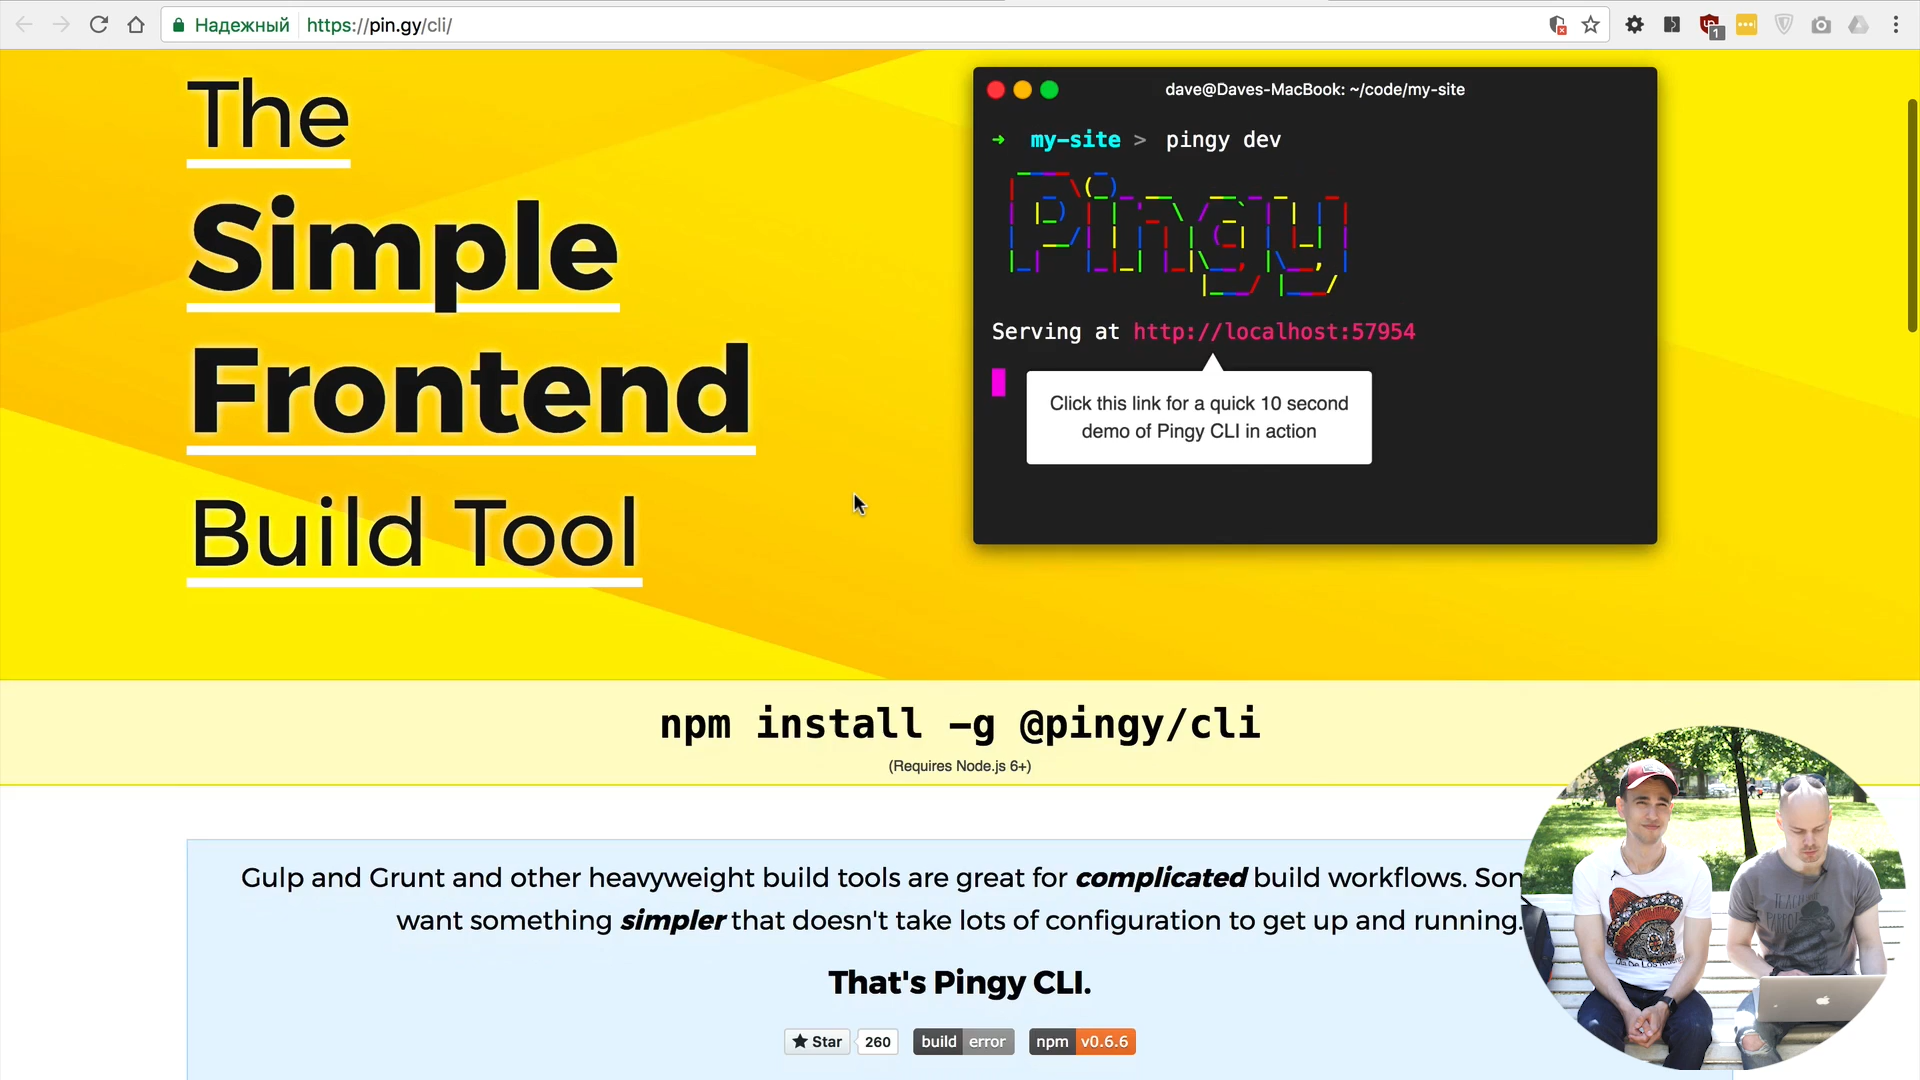 Надежный https://pin.gy/cli/
1
The
Simple
Frontend
Build Tool
dave@Daves-MacBook: ~/code/my-site
➜ my-site > pingy dev
Pingy
Serving at http://localhost:57954
Click this link for a quick 10 second
demo of Pingy CLI in action
npm install -g @pingy/cli
(Requires Node.js 6+)
Gulp and Grunt and other heavyweight build tools are great for complicated build workflows.
want something simpler that doesn't take lots of configuration to get up and running.
That's Pingy CLI.
Star 260 build error npm v0.6.6